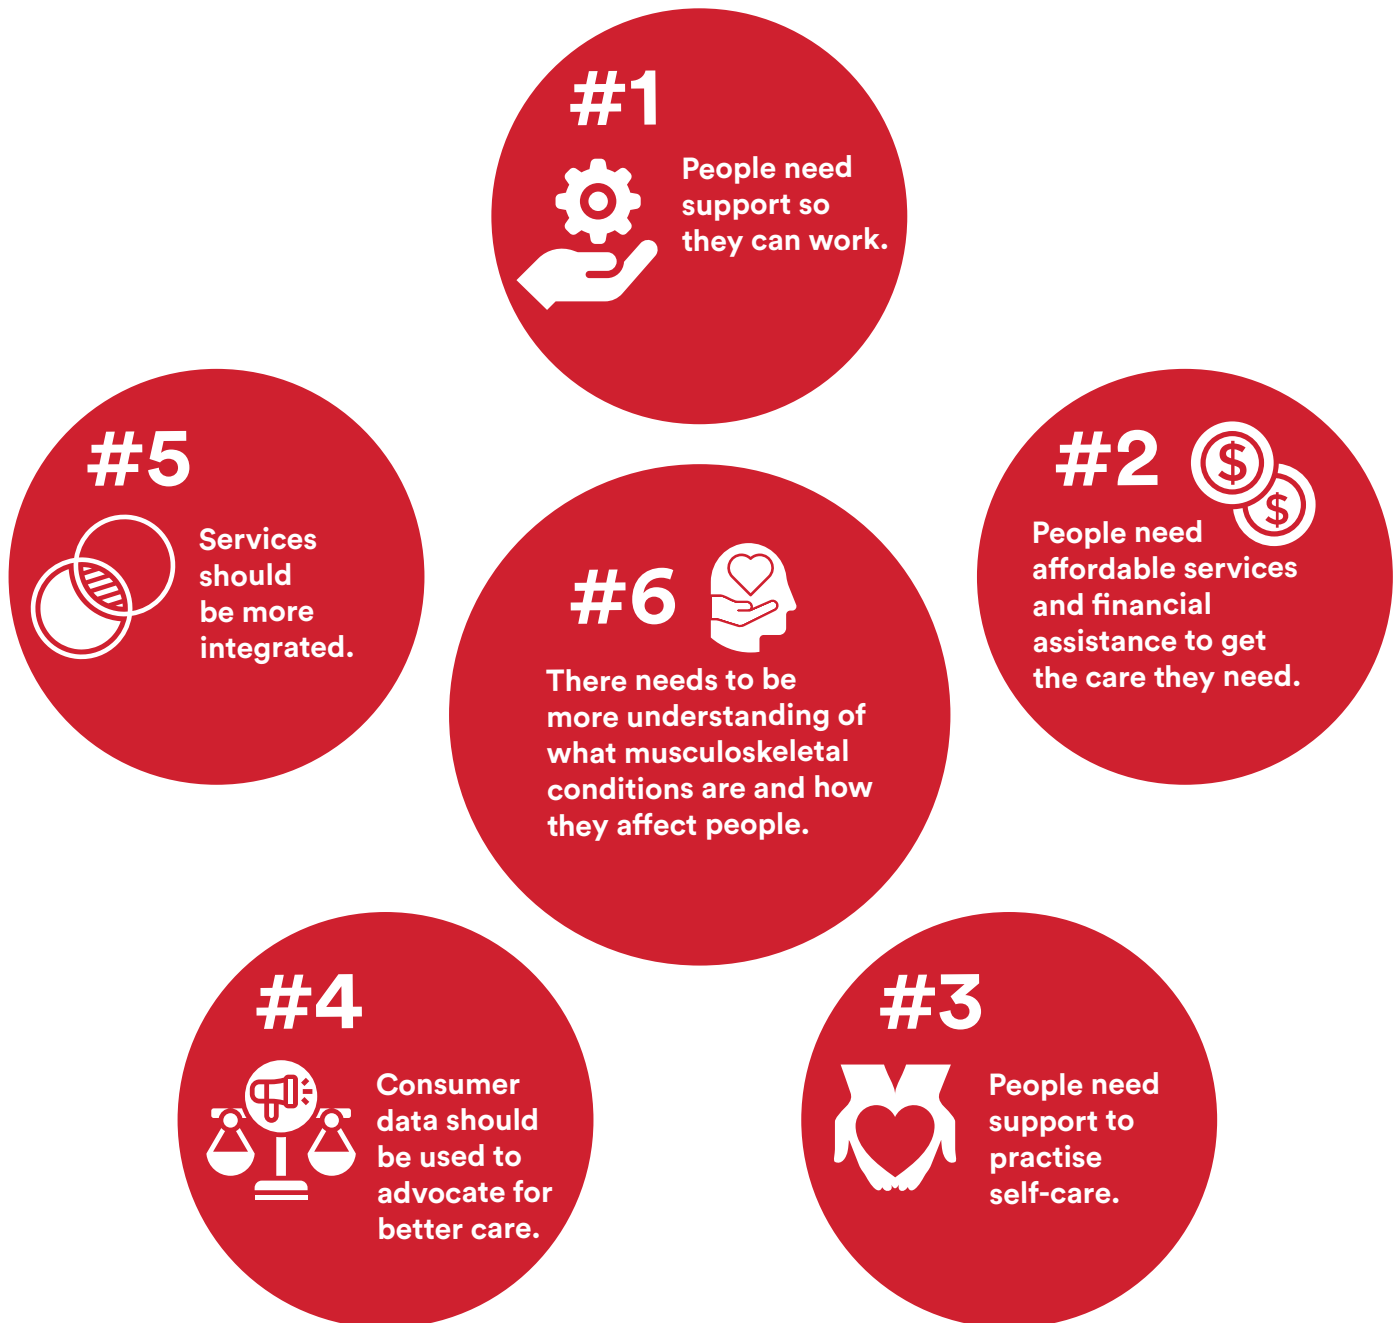 #1
People need
support so
they can work.
#2
$
$
People need
affordable services
and financial
assistance to get
the care they need.
#3
People need
support to
practise
self-care.
#4
Consumer
data should
be used to
advocate for
better care.
#5
Services
should
be more
integrated.
#6
There needs to be
more understanding of
what musculoskeletal
conditions are and how
they affect people.